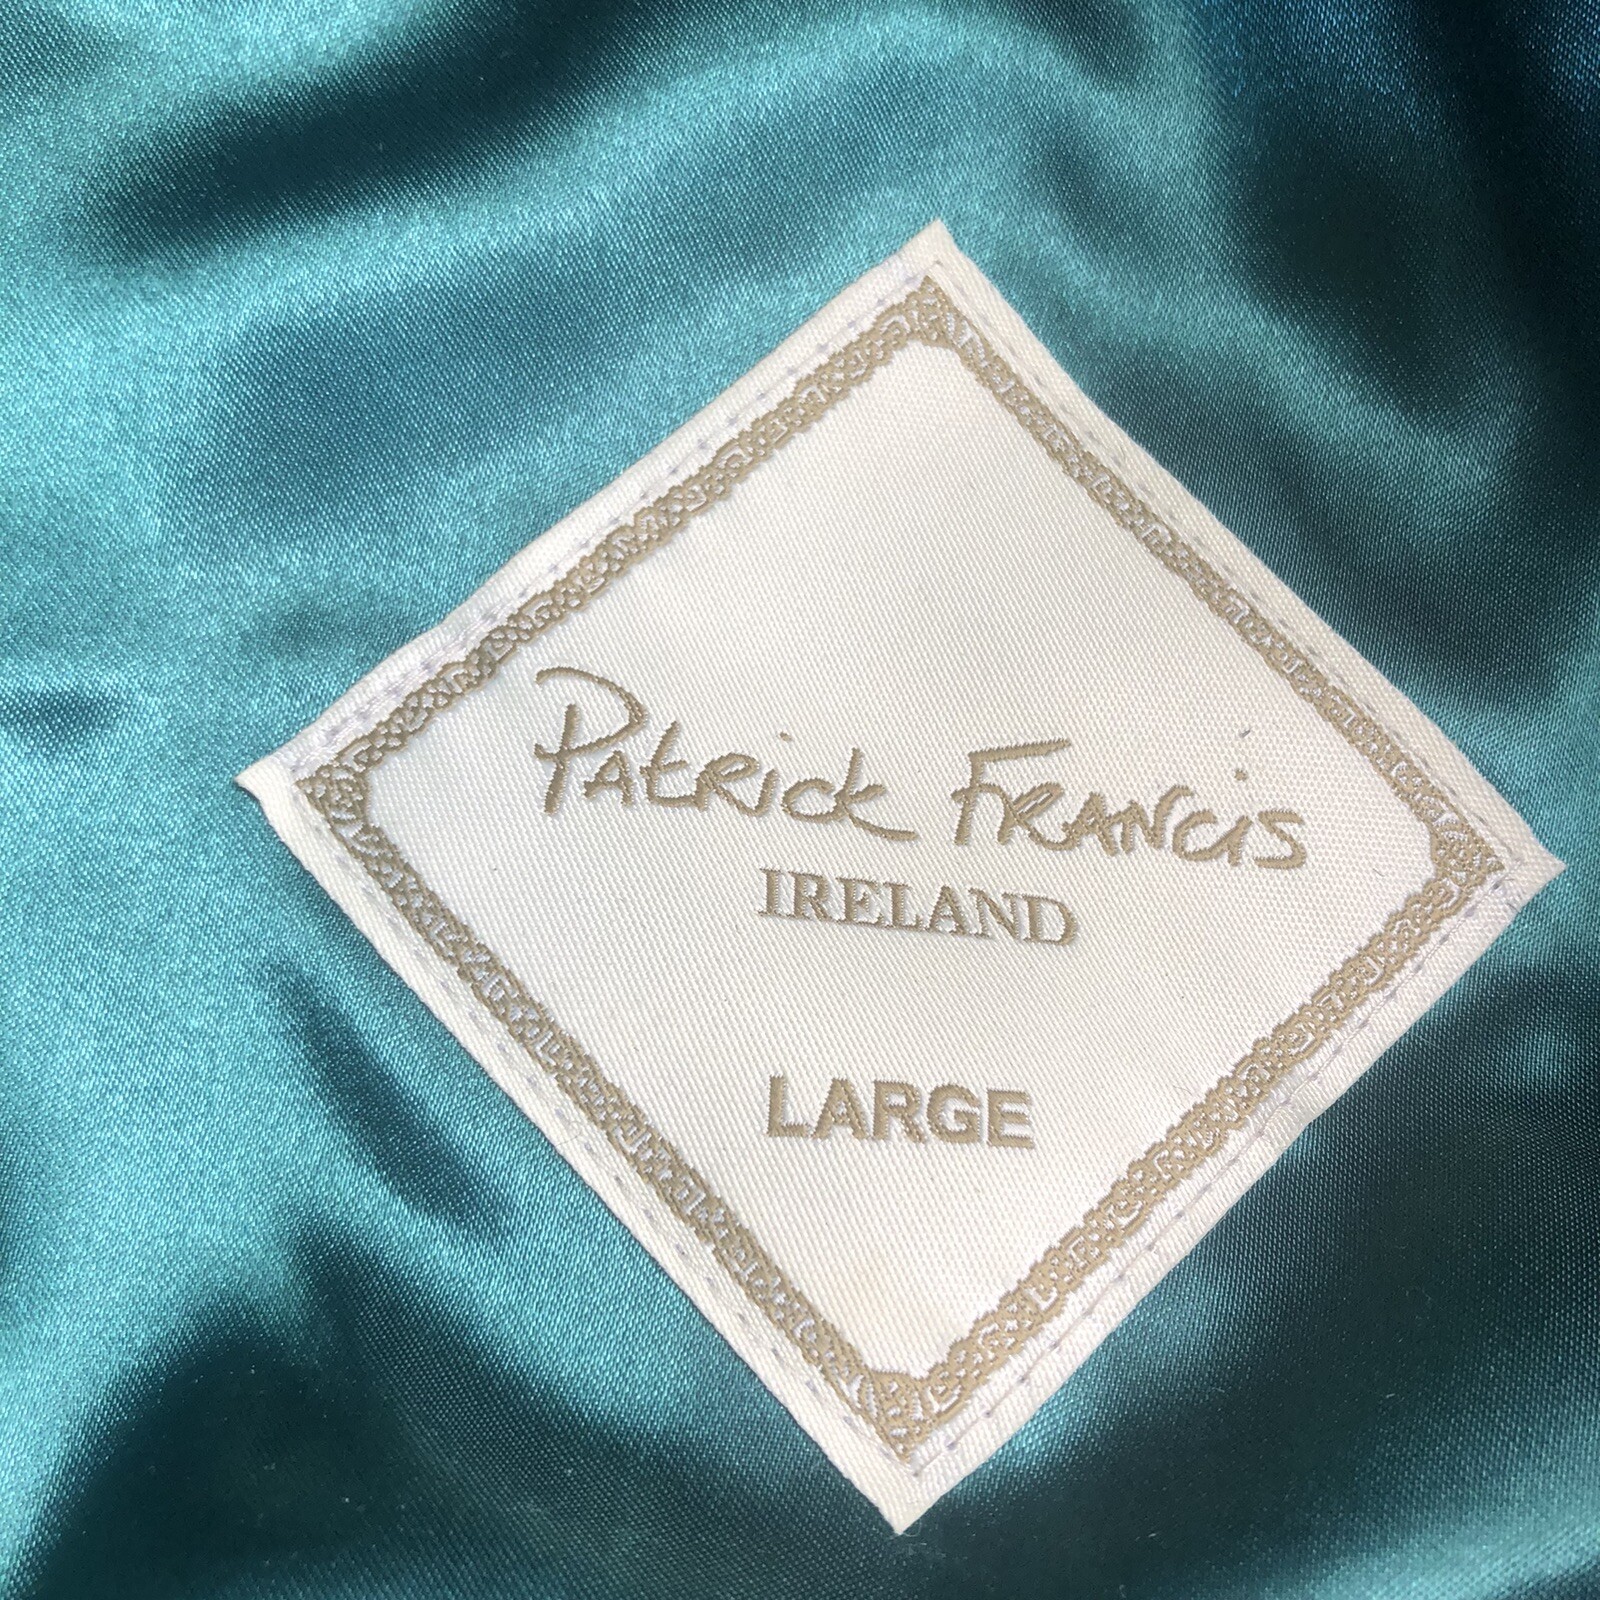 Patrick Francis
IRELAND
LARGE